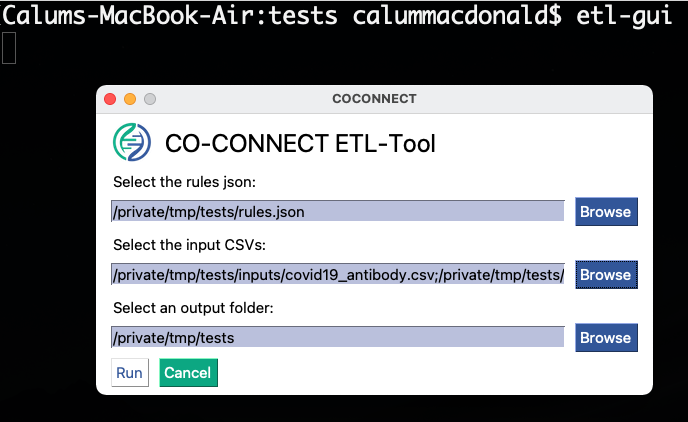 (Calums-MacBook-Air:tests calummacdonald$ etl-gui
COCONNECT
CO-CONNECT ETL-Tool
Select the rules json:
/private/tmp/tests/rules.json Browse
Select the input CSVs:
/private/tmp/tests/inputs/covid19_antibody.csv;/private/tmp/tests/ Browse
Select an output folder:
/private/tmp/tests Browse
Run Cancel